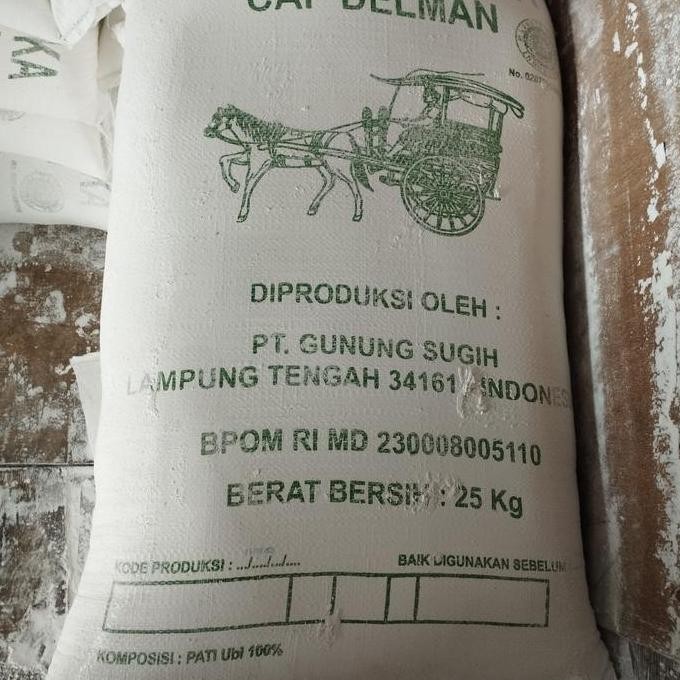 CAP DELMAN
KA
DIPRODUKSI OLEH :
PT. GUNUNG SUGIH
LAMPUNG TENGAH 34161
BPOM RI MD 230008005110
BERAT BERSIH : 25 Kg
KODE PRODUKSI : .../..../..../....
BAIK DIGUNAKAN SEBELUM
KOMPOSISI : PATI Ubi 100%